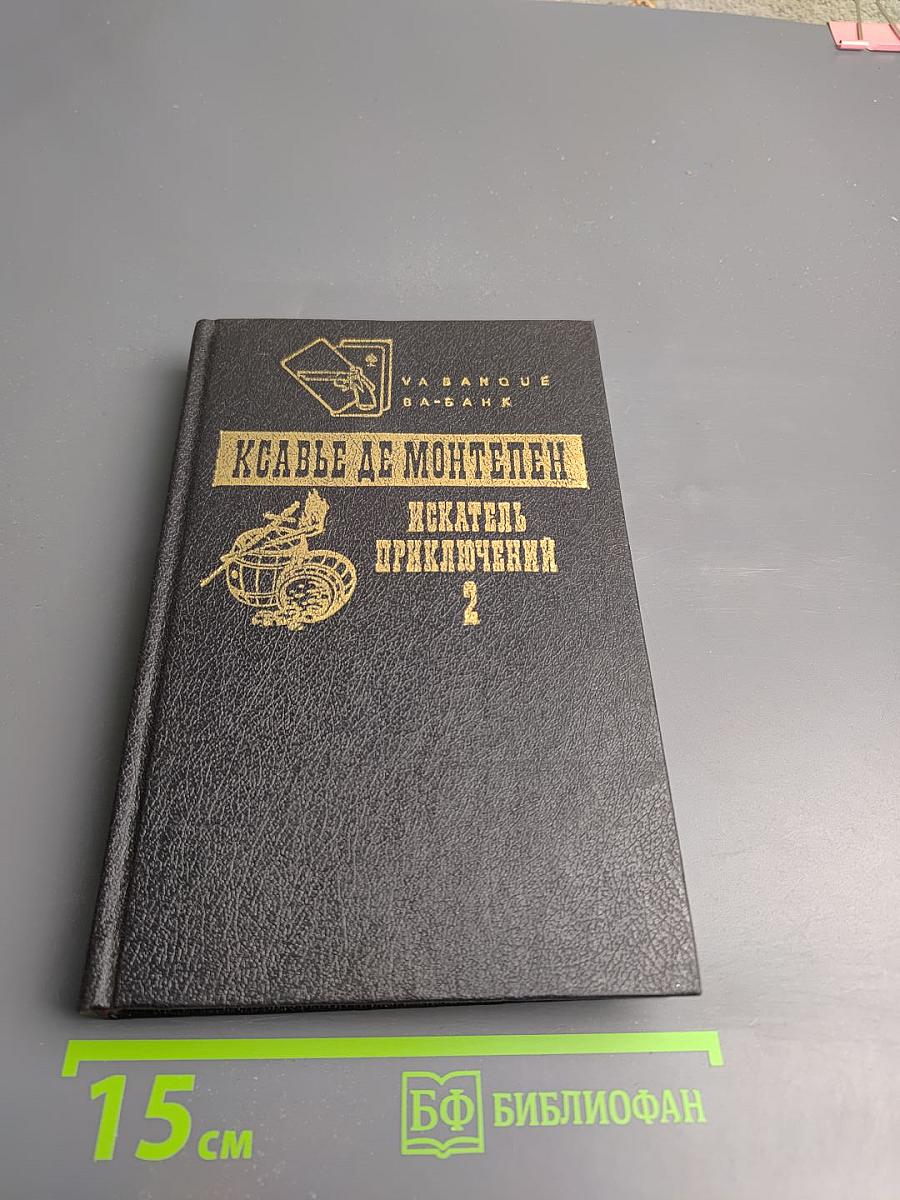 VA BANQUE
ВА-БАНК
КСАВЬЕ ДЕ МОНТЕПЕН
ИСКАТЕЛЬ
ПРИКЛЮЧЕНИЙ
2
15 см
БФ БИБЛИОФАН